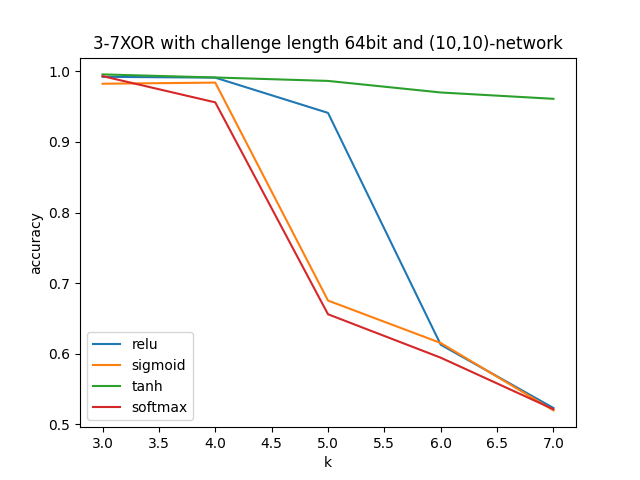 3-7XOR with challenge length 64bit and (10,10)-network
1.0
0.9
0.8
0.7
0.6
0.5
accuracy
relu
sigmoid
tanh
softmax
3.0 3.5 4.0 4.5 5.0 5.5 6.0 6.5 7.0
k